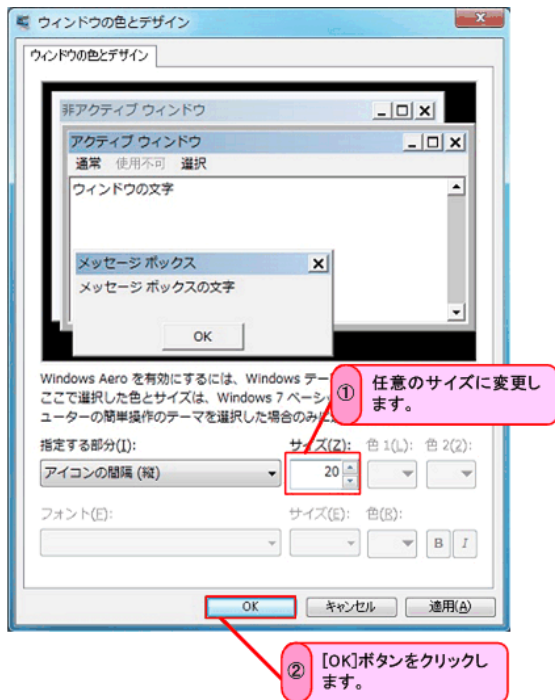 ウィンドウの色とデザイン
ウィンドウの色とデザイン
非アクティブ ウィンドウ
アクティブ ウィンドウ
通常 使用不可 選択
ウィンドウの文字
メッセージ ボックス
メッセージ ボックスの文字
OK
Windows Aero を有効にするには、Windows テー
ここで選択した色とサイズは、Windows 7 ベーシ
ューターの簡単操作のテーマを選択した場合のみ
① 任意のサイズに変更し
ます。
指定する部分(I): サイズ(Z): 色 1(L): 色 2(2):
アイコンの間隔 (縦) 20
フォント(F): サイズ(E): 色(R):
B I
OK キャンセル 適用(A)
② [OK]ボタンをクリックし
ます。